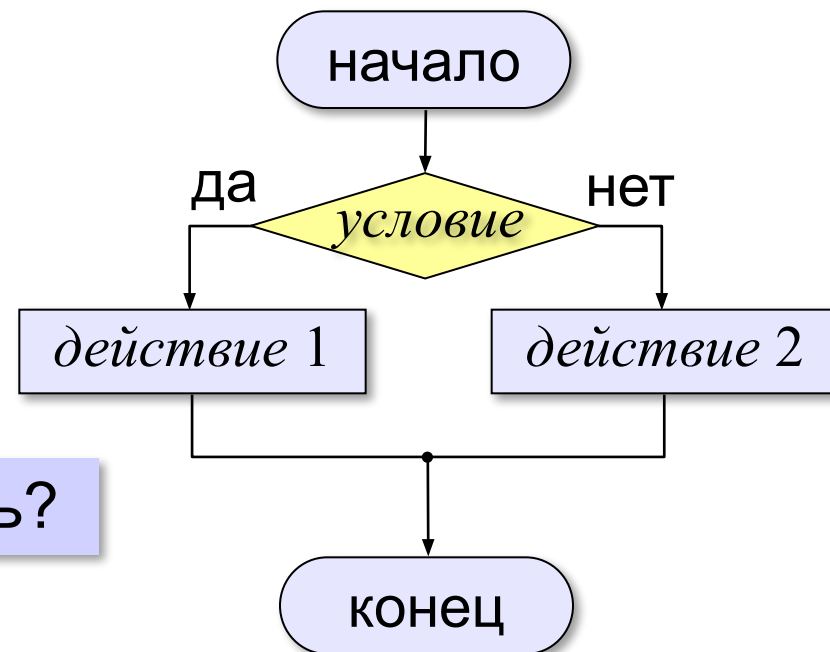 начало
да
нет
условие
действие 1
действие 2
ь?
конец